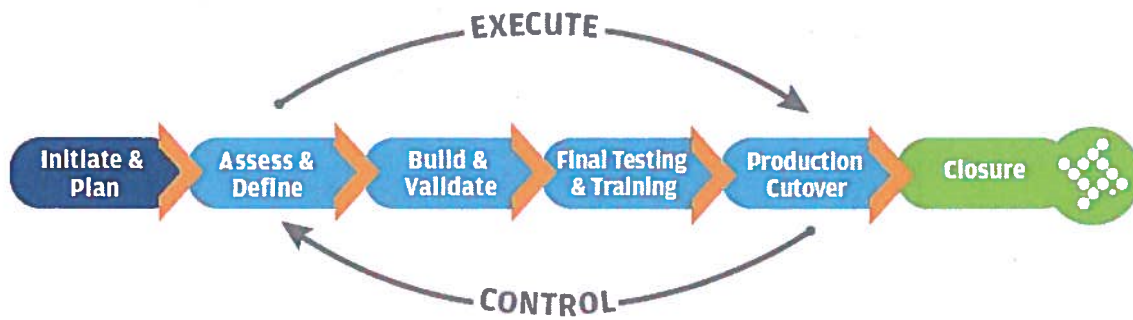 EXECUTE
Initiate &
Plan
Assess &
Define
Build &
Validate
Final Testing
& Training
Production
Cutover
Closure
CONTROL